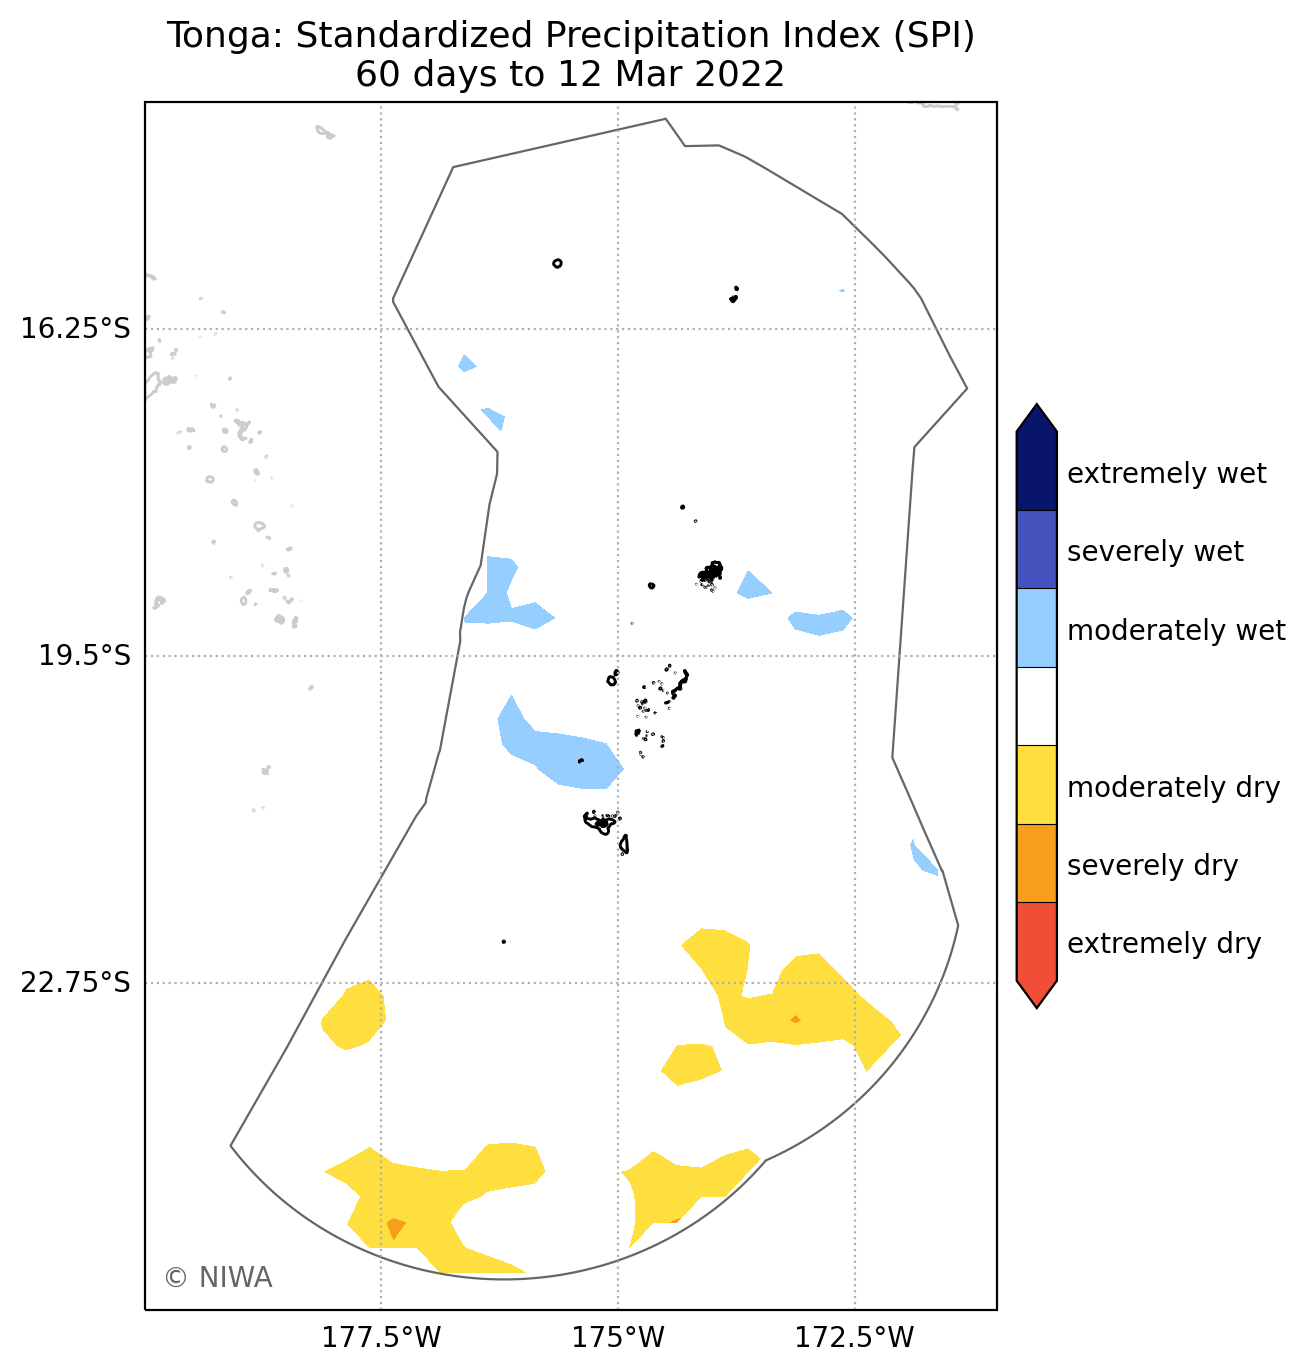 Tonga: Standardized Precipitation Index (SPI)
60 days to 12 Mar 2022
16.25°S
19.5°S
22.75°S
177.5°W
175°W
172.5°W
extremely wet
severely wet
moderately wet
moderately dry
severely dry
extremely dry
© NIWA